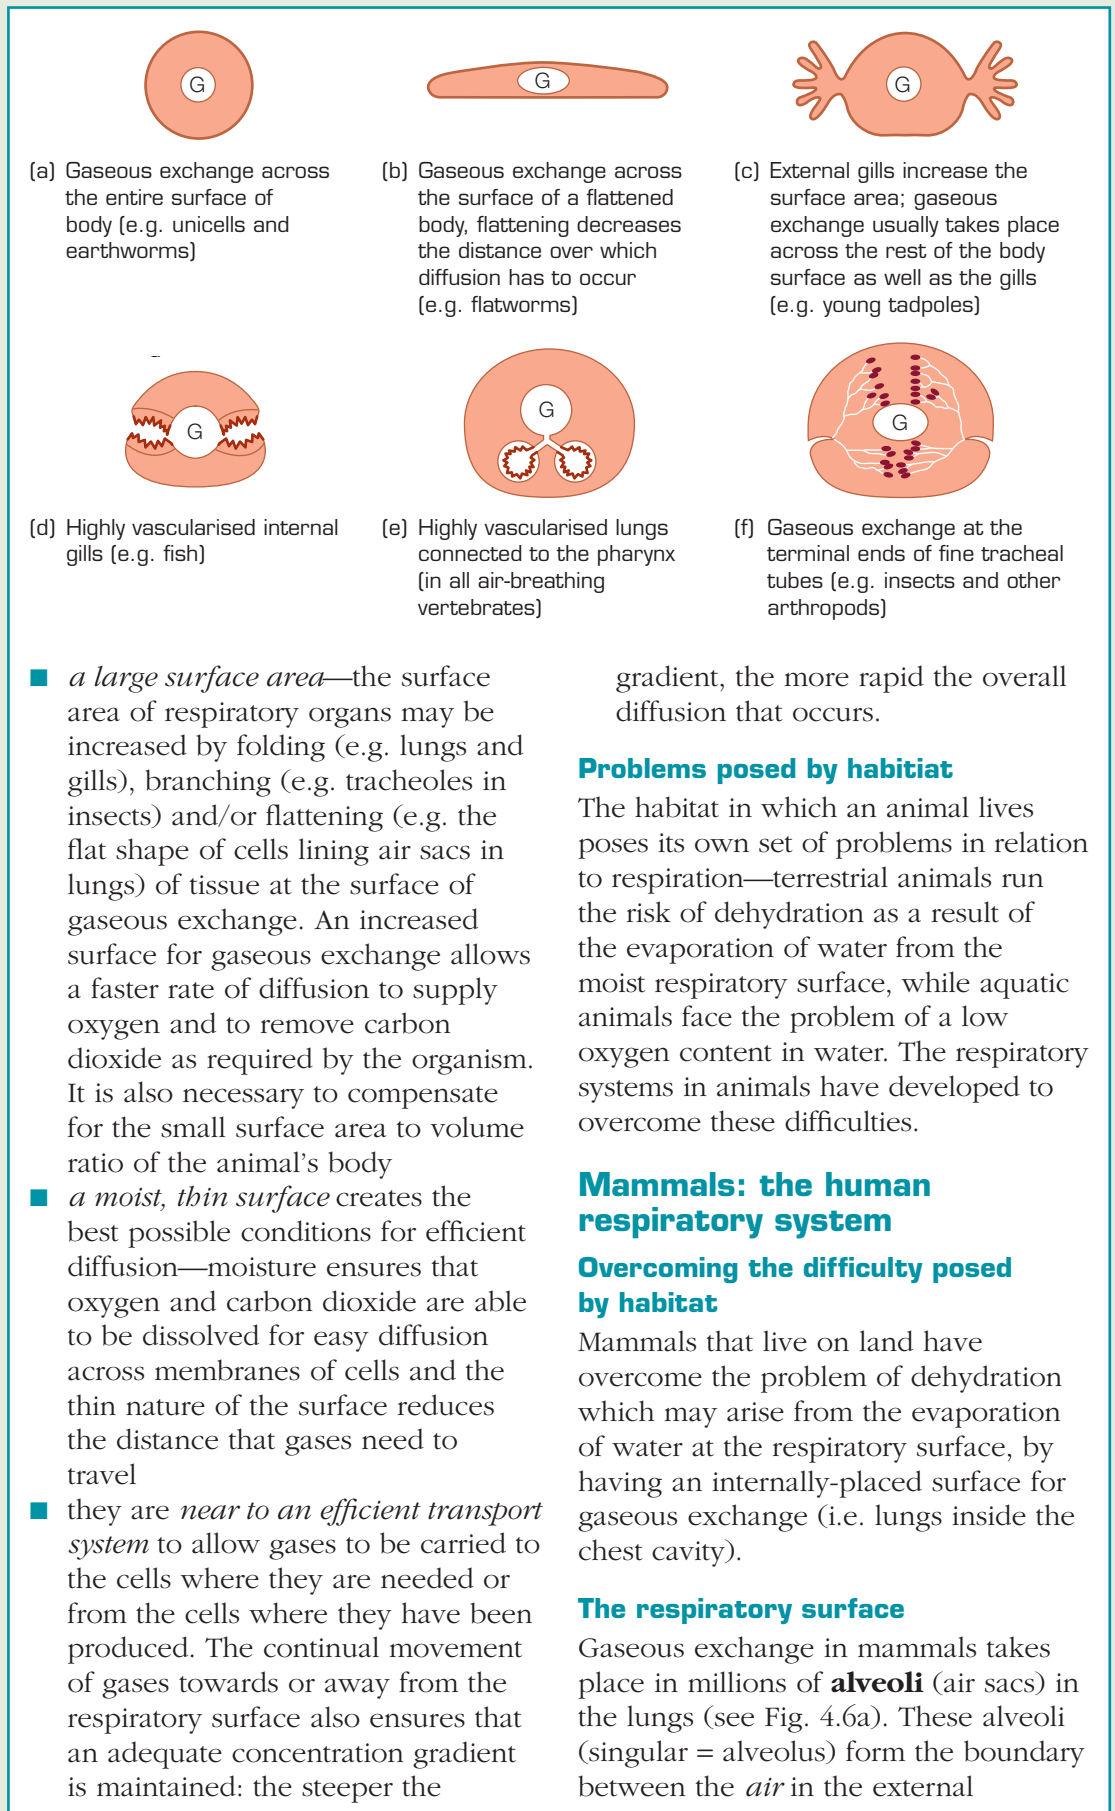 G
G
G
(a) Gaseous exchange across
the entire surface of
body (e.g. unicells and
earthworms)
(b) Gaseous exchange across
the surface of a flattened
body, flattening decreases
the distance over which
diffusion has to occur
(e.g. flatworms)
(c) External gills increase the
surface area; gaseous
exchange usually takes place
across the rest of the body
surface as well as the gills
(e.g. young tadpoles)
G
G
G
(d) Highly vascularised internal
gills (e.g. fish)
(e) Highly vascularised lungs
connected to the pharynx
(in all air-breathing
vertebrates)
(f) Gaseous exchange at the
terminal ends of fine tracheal
tubes (e.g. insects and other
arthropods)
■ a large surface area—the surface
area of respiratory organs may be
increased by folding (e.g. lungs and
gills), branching (e.g. tracheoles in
insects) and/or flattening (e.g. the
flat shape of cells lining air sacs in
lungs) of tissue at the surface of
gaseous exchange. An increased
surface for gaseous exchange allows
a faster rate of diffusion to supply
oxygen and to remove carbon
dioxide as required by the organism.
It is also necessary to compensate
for the small surface area to volume
ratio of the animal's body
■ a moist, thin surface creates the
best possible conditions for efficient
diffusion—moisture ensures that
oxygen and carbon dioxide are able
to be dissolved for easy diffusion
across membranes of cells and the
thin nature of the surface reduces
the distance that gases need to
travel
■ they are near to an efficient transport
system to allow gases to be carried to
the cells where they are needed or
from the cells where they have been
produced. The continual movement
of gases towards or away from the
respiratory surface also ensures that
an adequate concentration gradient
is maintained: the steeper the
gradient, the more rapid the overall
diffusion that occurs.
Problems posed by habitiat
The habitat in which an animal lives
poses its own set of problems in relation
to respiration—terrestrial animals run
the risk of dehydration as a result of
the evaporation of water from the
moist respiratory surface, while aquatic
animals face the problem of a low
oxygen content in water. The respiratory
systems in animals have developed to
overcome these difficulties.
Mammals: the human
respiratory system
Overcoming the difficulty posed
by habitat
Mammals that live on land have
overcome the problem of dehydration
which may arise from the evaporation
of water at the respiratory surface, by
having an internally-placed surface for
gaseous exchange (i.e. lungs inside the
chest cavity).
The respiratory surface
Gaseous exchange in mammals takes
place in millions of alveoli (air sacs) in
the lungs (see Fig. 4.6a). These alveoli
(singular = alveolus) form the boundary
between the air in the external